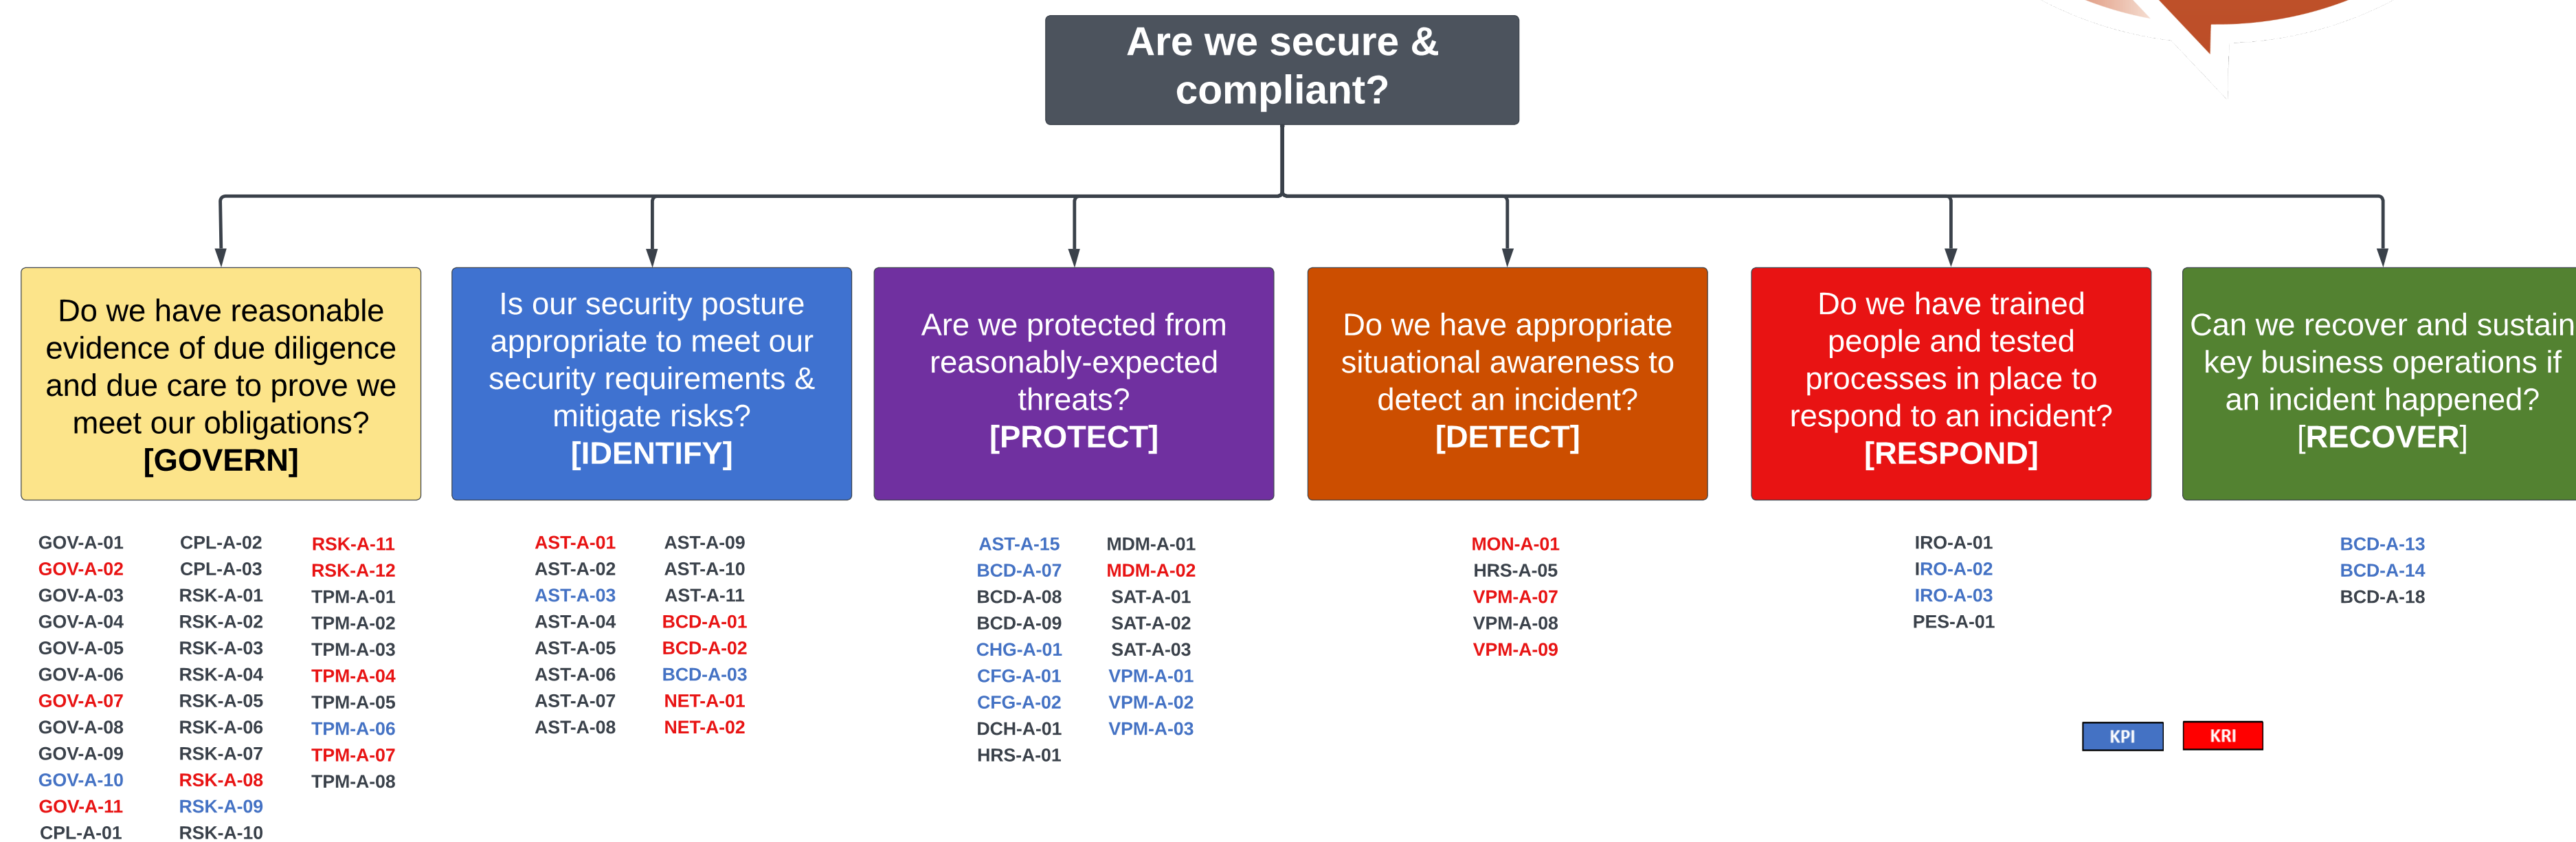 Are we secure &
compliant?
Do we have reasonable
evidence of due diligence
and due care to prove we
meet our obligations?
[GOVERN]
Is our security posture
appropriate to meet our
security requirements &
mitigate risks?
[IDENTIFY]
Are we protected from
reasonably-expected
threats?
[PROTECT]
Do we have appropriate
situational awareness to
detect an incident?
[DETECT]
Do we have trained
people and tested
processes in place to
respond to an incident?
[RESPOND]
Can we recover and sustain
key business operations if
an incident happened?
[RECOVER]
GOV-A-01
GOV-A-02
GOV-A-03
GOV-A-04
GOV-A-05
GOV-A-06
GOV-A-07
GOV-A-08
GOV-A-09
GOV-A-10
GOV-A-11
CPL-A-01
CPL-A-02
CPL-A-03
RSK-A-01
RSK-A-02
RSK-A-03
RSK-A-04
RSK-A-05
RSK-A-06
RSK-A-07
RSK-A-08
RSK-A-09
RSK-A-10
RSK-A-11
RSK-A-12
TPM-A-01
TPM-A-02
TPM-A-03
TPM-A-04
TPM-A-05
TPM-A-06
TPM-A-07
TPM-A-08
AST-A-01
AST-A-02
AST-A-03
AST-A-04
AST-A-05
AST-A-06
AST-A-07
AST-A-08
AST-A-09
AST-A-10
AST-A-11
BCD-A-01
BCD-A-02
BCD-A-03
NET-A-01
NET-A-02
AST-A-15
BCD-A-07
BCD-A-08
BCD-A-09
CHG-A-01
CFG-A-01
CFG-A-02
DCH-A-01
HRS-A-01
MDM-A-01
MDM-A-02
SAT-A-01
SAT-A-02
SAT-A-03
VPM-A-01
VPM-A-02
VPM-A-03
MON-A-01
HRS-A-05
VPM-A-07
VPM-A-08
VPM-A-09
IRO-A-01
IRO-A-02
IRO-A-03
PES-A-01
BCD-A-13
BCD-A-14
BCD-A-18
KPI
KRI